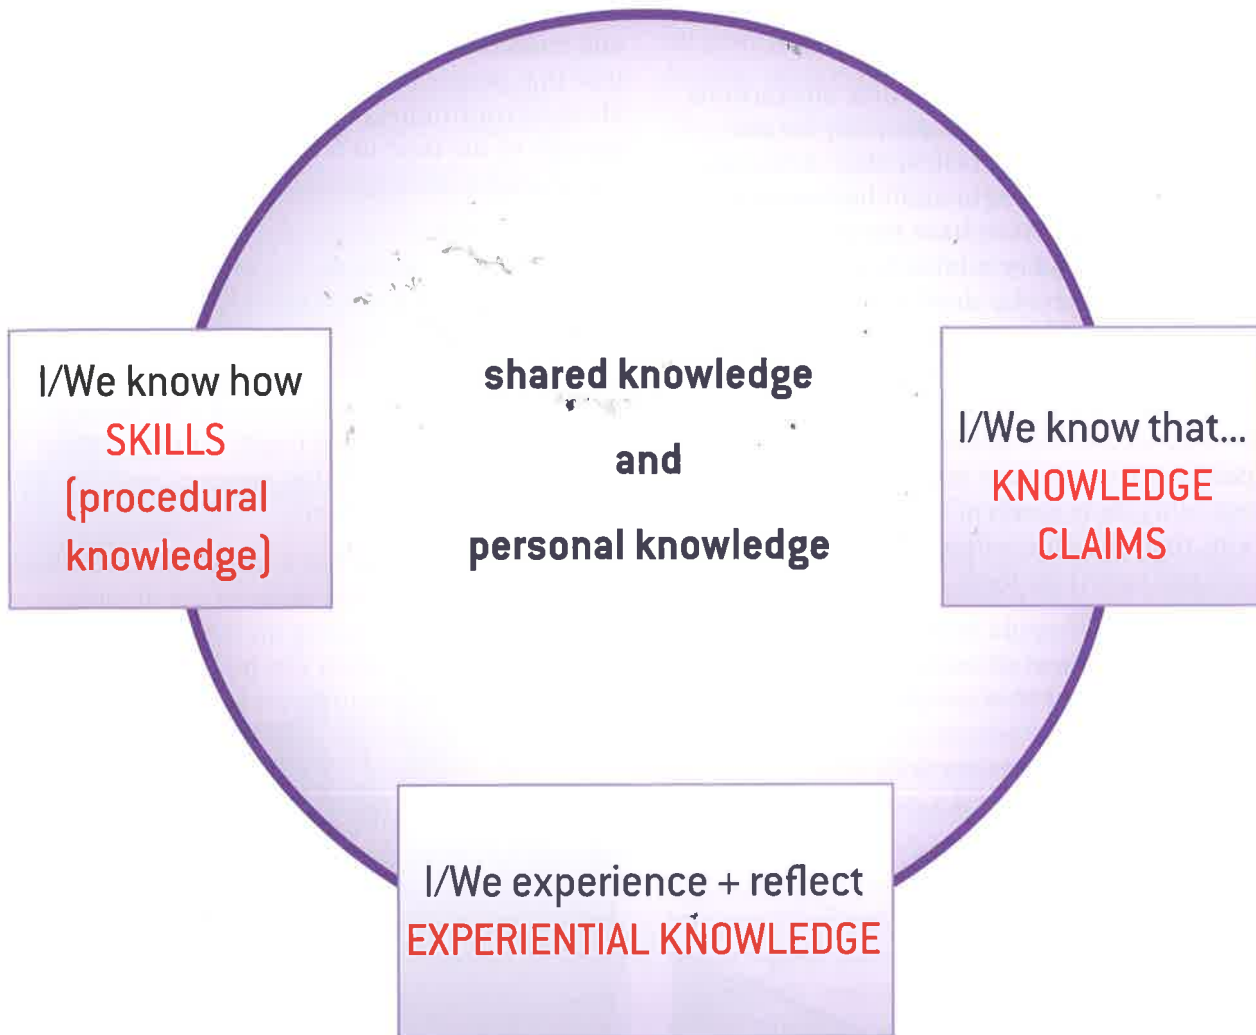 I/We know how
SKILLS
(procedural
knowledge)
shared knowledge
and
personal knowledge
I/We know that...
KNOWLEDGE
CLAIMS
I/We experience + reflect
EXPERIENTIAL KNOWLEDGE